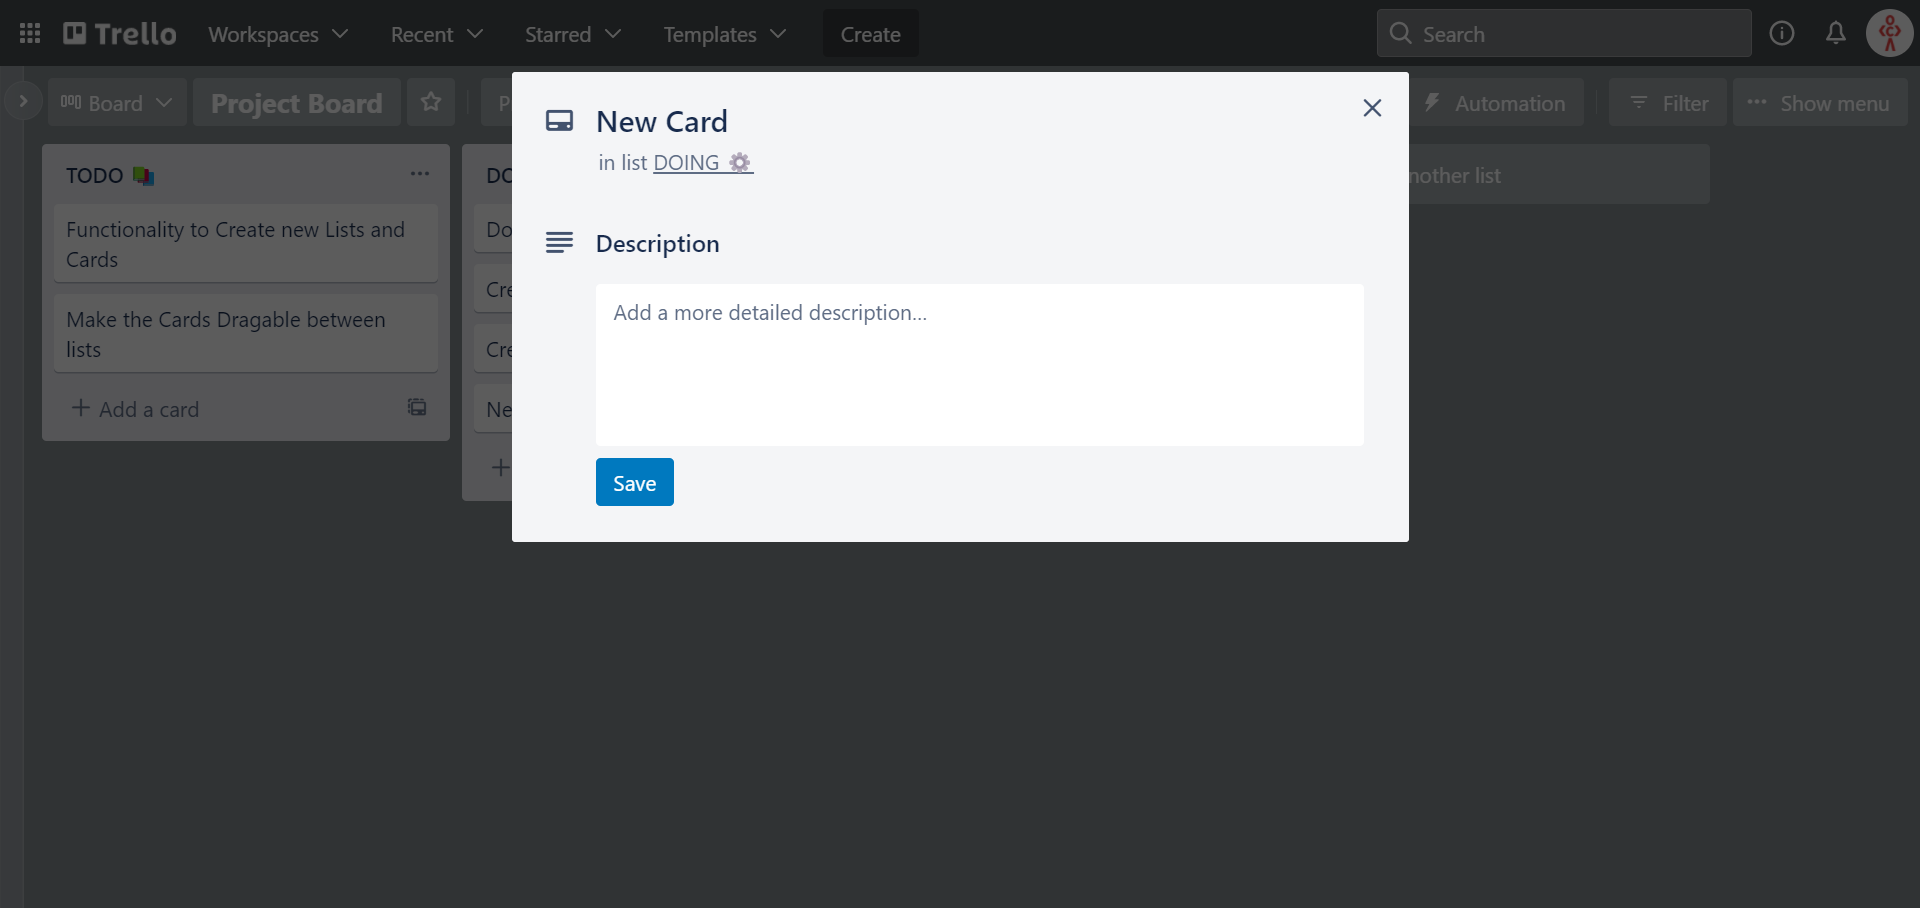 Trello
Workspaces
Recent
Starred
Templates
Create
Search
Board
Project Board
Automation
Filter
Show menu
TODO
Functionality to Create new Lists and
Cards
Make the Cards Dragable between
lists
Add a card
DO
Do
Cre
Cre
Ne
New Card
in list DOING
Description
Add a more detailed description...
Save
nother list